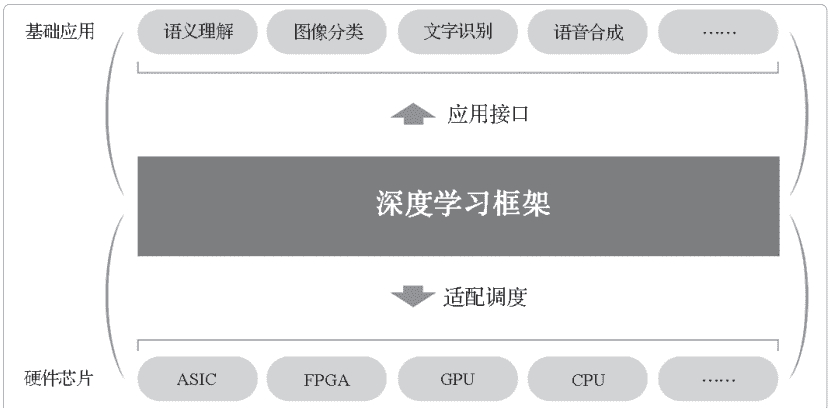 基础应用 语义理解 图像分类 文字识别 语音合成 ……
应用接口
深度学习框架
适配调度
硬件芯片 ASIC FPGA GPU CPU ……